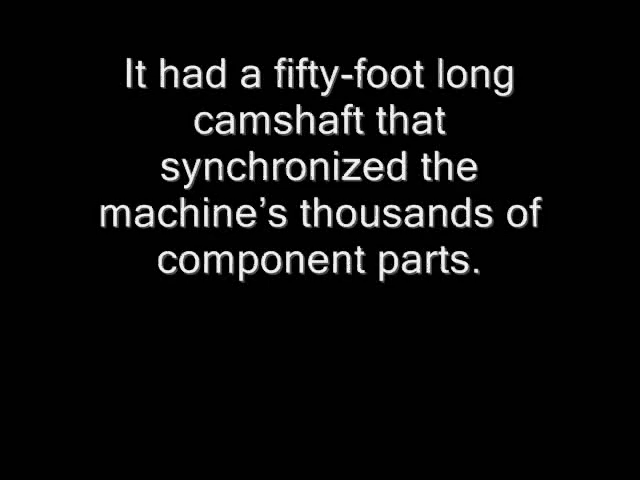 It had a fifty-foot long
camshaft that
synchronized the
machine’s thousands of
component parts.